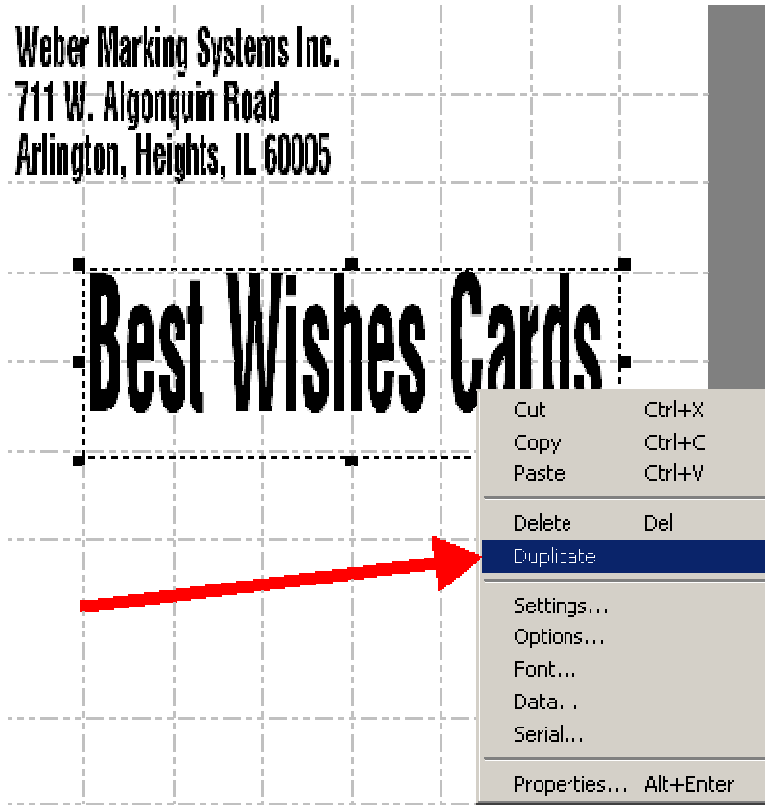 Weber Marking Systems Inc.
711 W. Algonquin Road
Arlington, Heights, IL 60005
Best Wishes Cards
Cut Ctrl+X
Copy Ctrl+C
Paste Ctrl+V
Delete Del
Duplicate
Settings...
Options...
Font...
Data...
Serial...
Properties... Alt+Enter